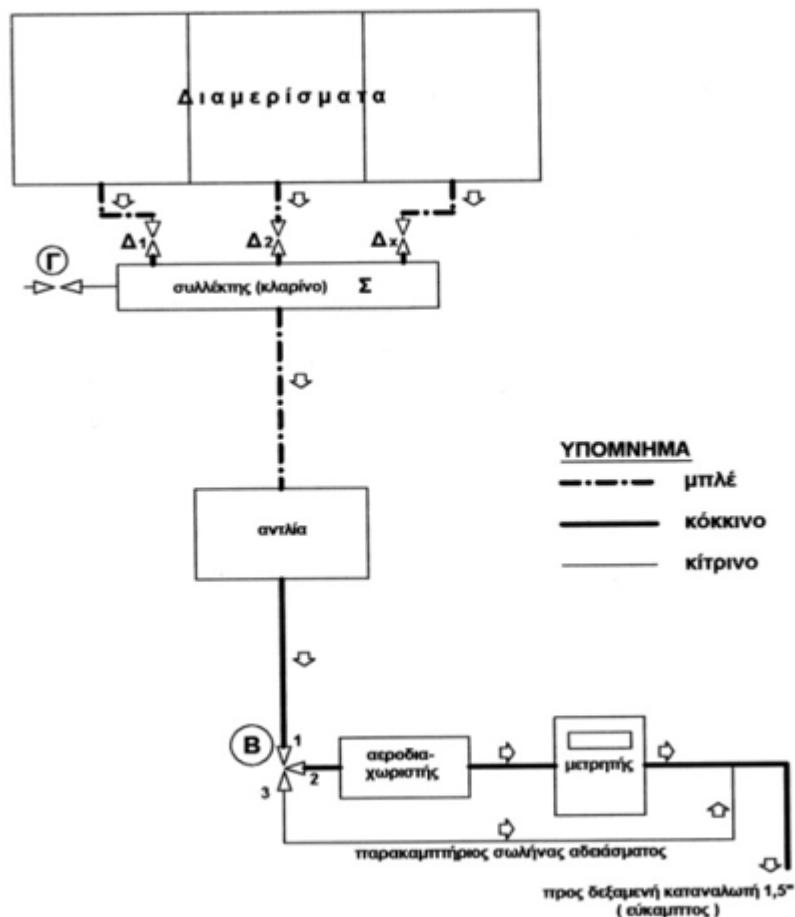 Διαμερίσματα
Δ1
Δ2
Δx
Γ
συλλέκτης (κλαρίνο) Σ
ΥΠΟΜΝΗΜΑ
μπλέ
κόκκινο
κίτρινο
αντλία
Β
1
2
3
αεροδια-
χωριστής
μετρητής
παρακαμπτήριος σωλήνας αδειάσματος
προς δεξαμενή καταναλωτή 1,5"
( εύκαμπτος )